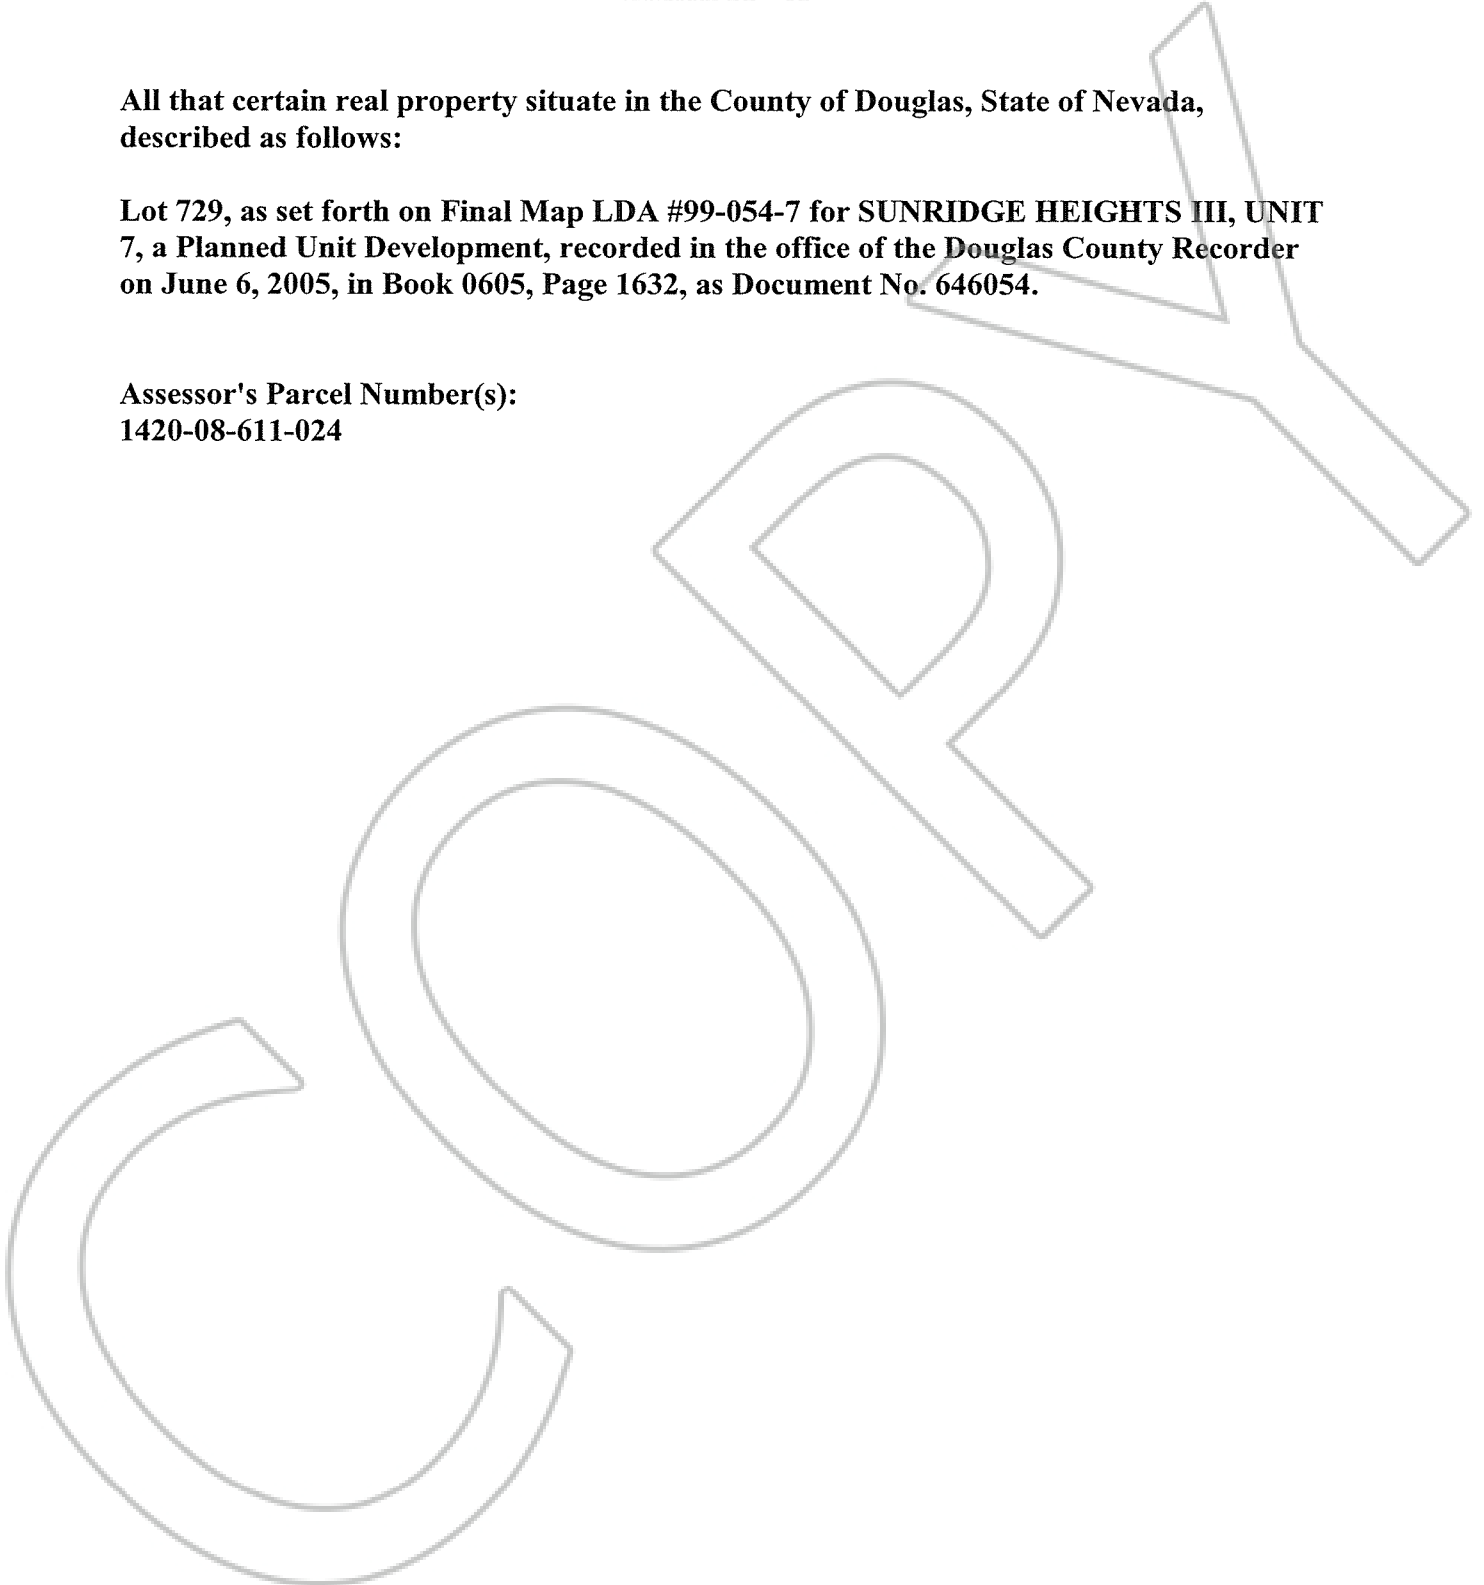 All that certain real property situate in the County of Douglas, State of Nevada,
described as follows:
Lot 729, as set forth on Final Map LDA #99-054-7 for SUNRIDGE HEIGHTS III, UNIT
7, a Planned Unit Development, recorded in the office of the Douglas County Recorder
on June 6, 2005, in Book 0605, Page 1632, as Document No. 646054.
Assessor's Parcel Number(s):
1420-08-611-024
COPY